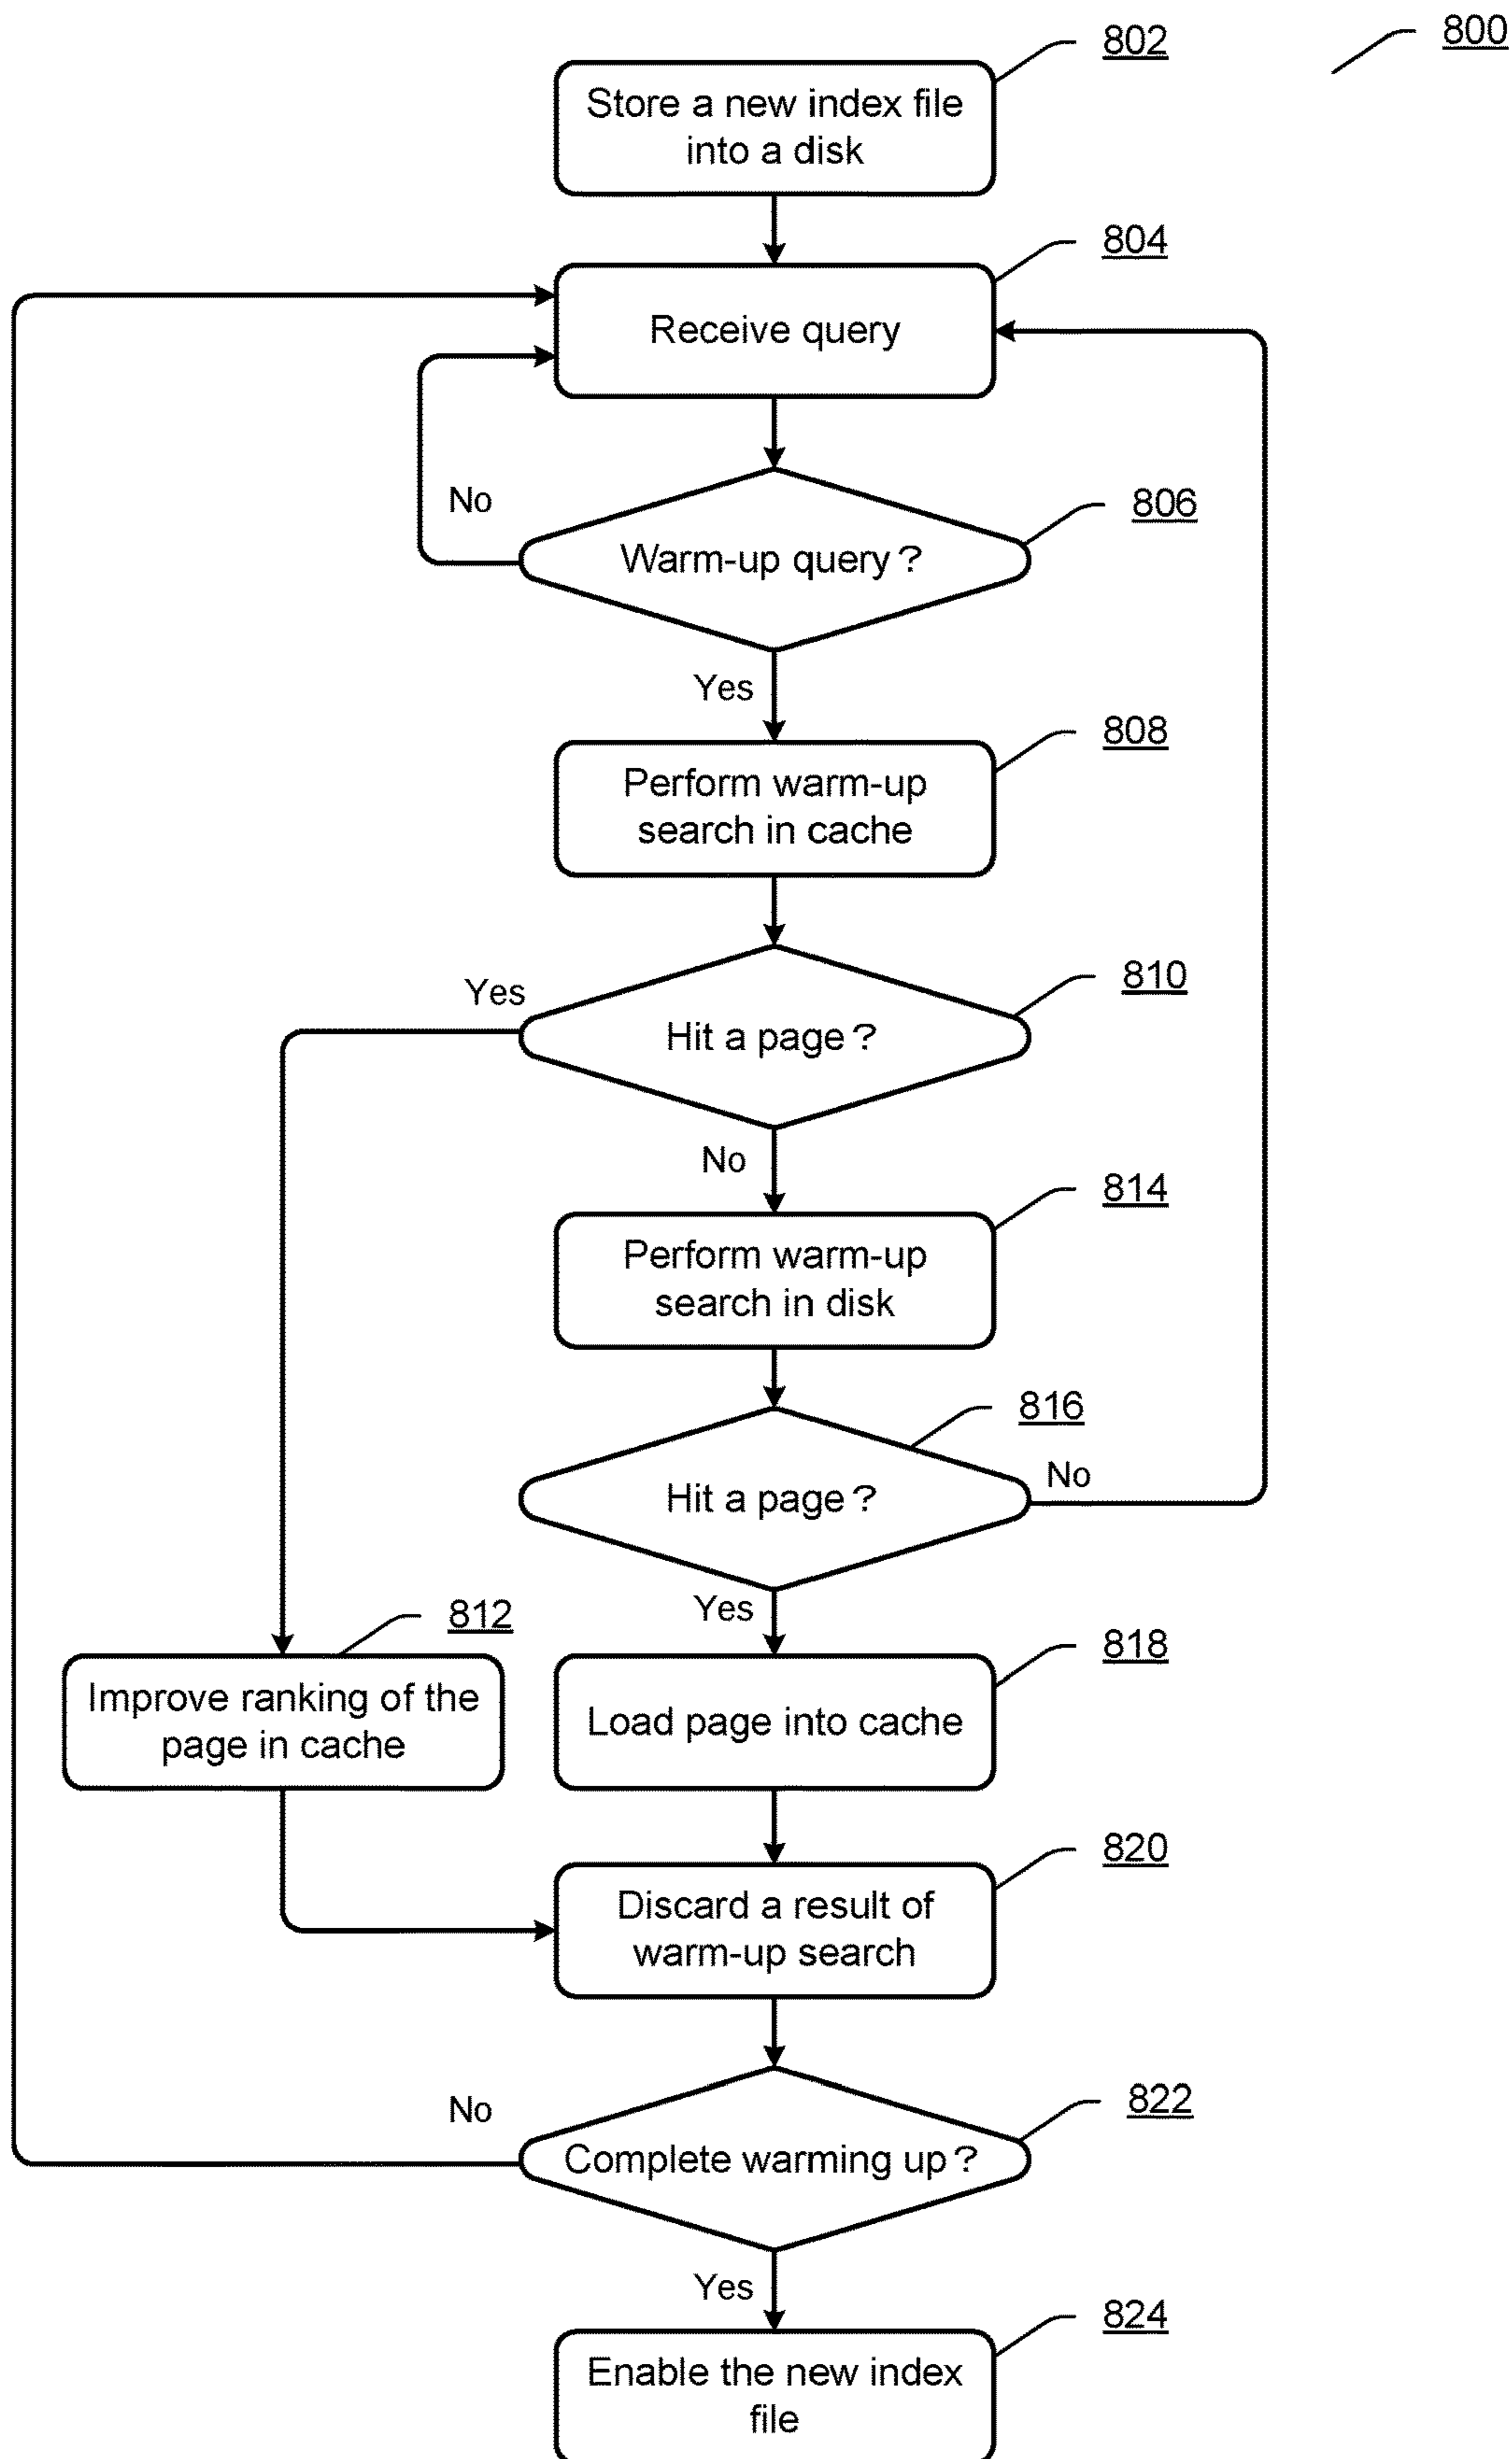 800
802
Store a new index file
into a disk
804
Receive query
No
806
Warm-up query?
Yes
808
Perform warm-up
search in cache
Yes
810
Hit a page?
No
814
Perform warm-up
search in disk
816
Hit a page?
No
Yes
812
Improve ranking of the
page in cache
818
Load page into cache
820
Discard a result of
warm-up search
No
822
Complete warming up?
Yes
824
Enable the new index
file